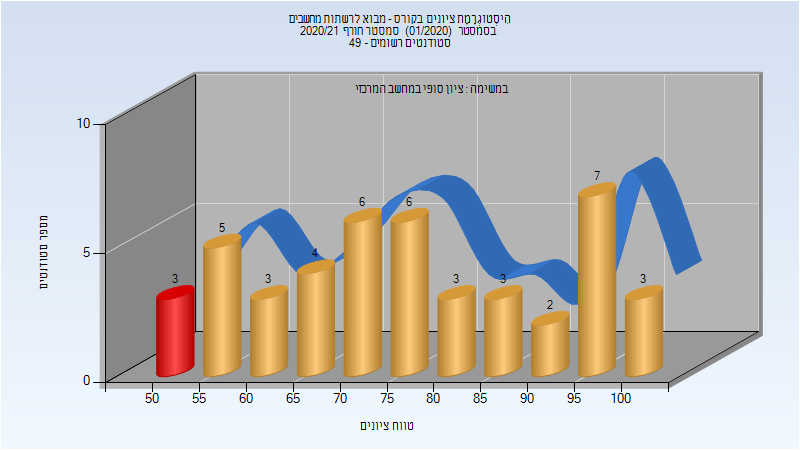 היסטוגרמת ציונים בקורס - מבוא לרשתות מחשבים
בסמסטר (01/2020) סמסטר חורף 2020/21
סטודנטים רשומים - 49
במשימה : ציון סופי במחשב המרכזי
מספר סטודנטים
10
5
0
3
5
3
4
6
6
3
3
2
7
3
50 55 60 65 70 75 80 85 90 95 100
טווח ציונים